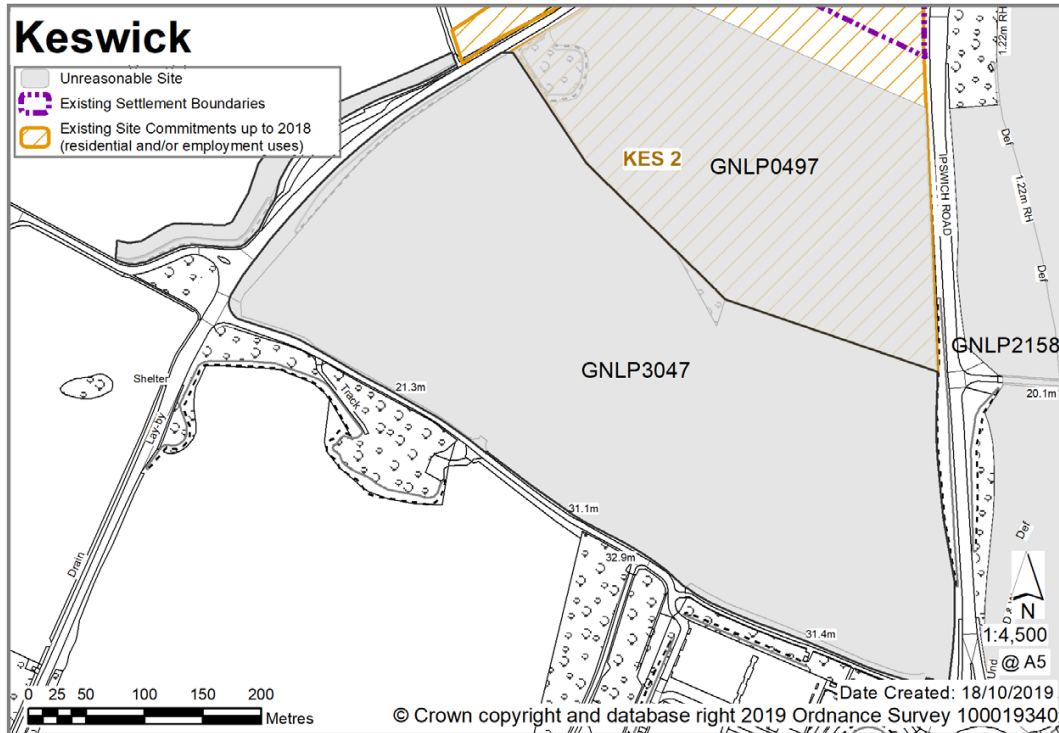 Keswick
Unreasonable Site
Existing Settlement Boundaries
Existing Site Commitments up to 2018
(residential and/or employment uses)
1.22m RH
KES 2
GNLP0497
IPSWICH ROAD
Def
1.22m RH
Def
GNLP2158
GNLP3047
Shelter
Track
21.3m
20.1m
Lay-by
31.1m
Def
32.9m
Drain
N
31.4m
1:4,500
Und
@ A5
0 25 50 100 150 200
Metres
Date Created: 18/10/2019
© Crown copyright and database right 2019 Ordnance Survey 100019340